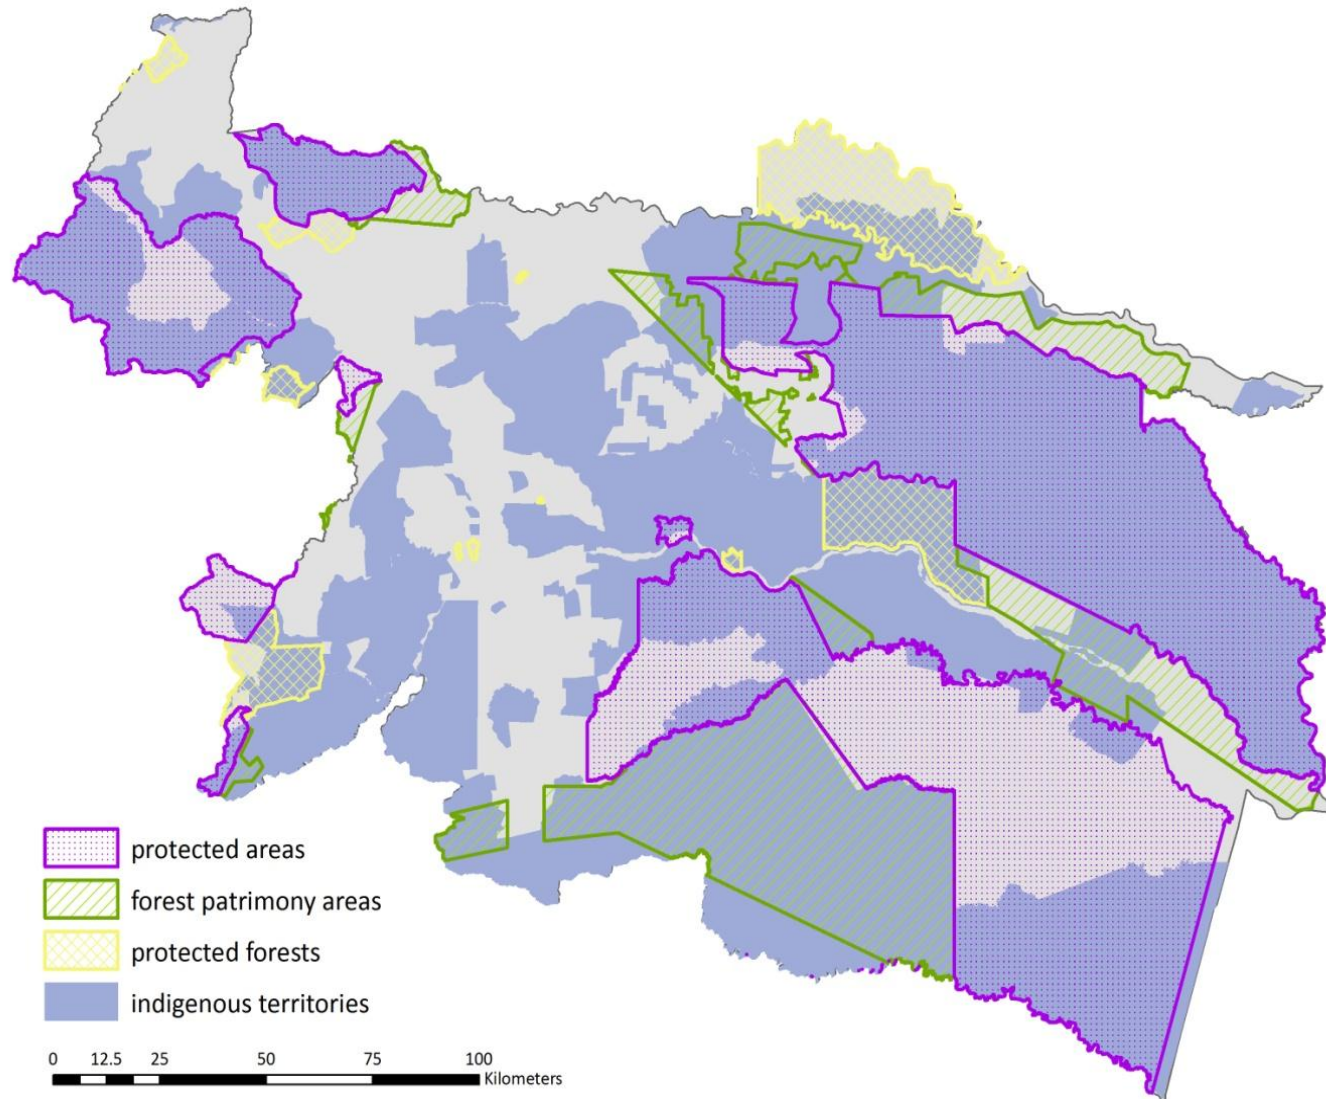 protected areas
forest patrimony areas
protected forests
indigenous territories
0 12.5 25 50 75 100
Kilometers